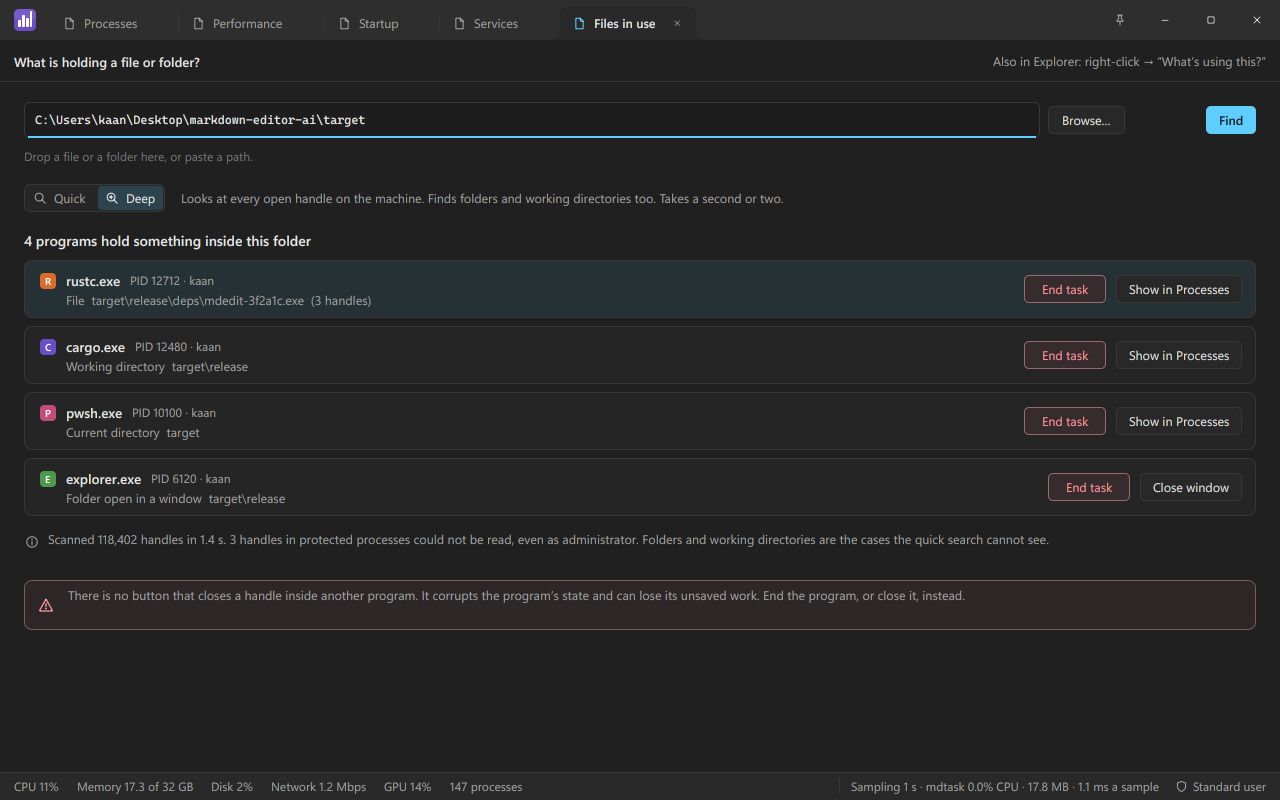 Processes
Performance
Startup
Services
Files in use
What is holding a file or folder?
Also in Explorer: right-click → “What’s using this?”
C:\Users\kaan\Desktop\markdown-editor-ai\target
Browse...
Find
Drop a file or a folder here, or paste a path.
Quick
Deep
Looks at every open handle on the machine. Finds folders and working directories too. Takes a second or two.
4 programs hold something inside this folder
R
rustc.exe PID 12712 · kaan
File target\release\deps\mdedit-3f2a1c.exe (3 handles)
End task
Show in Processes
C
cargo.exe PID 12480 · kaan
Working directory target\release
End task
Show in Processes
P
pwsh.exe PID 10100 · kaan
Current directory target
End task
Show in Processes
E
explorer.exe PID 6120 · kaan
Folder open in a window target\release
End task
Close window
Scanned 118,402 handles in 1.4 s. 3 handles in protected processes could not be read, even as administrator. Folders and working directories are the cases the quick search cannot see.
There is no button that closes a handle inside another program. It corrupts the program’s state and can lose its unsaved work. End the program, or close it, instead.
CPU 11% Memory 17.3 of 32 GB Disk 2% Network 1.2 Mbps GPU 14% 147 processes
Sampling 1 s · mdtask 0.0% CPU · 17.8 MB · 1.1 ms a sample
Standard user